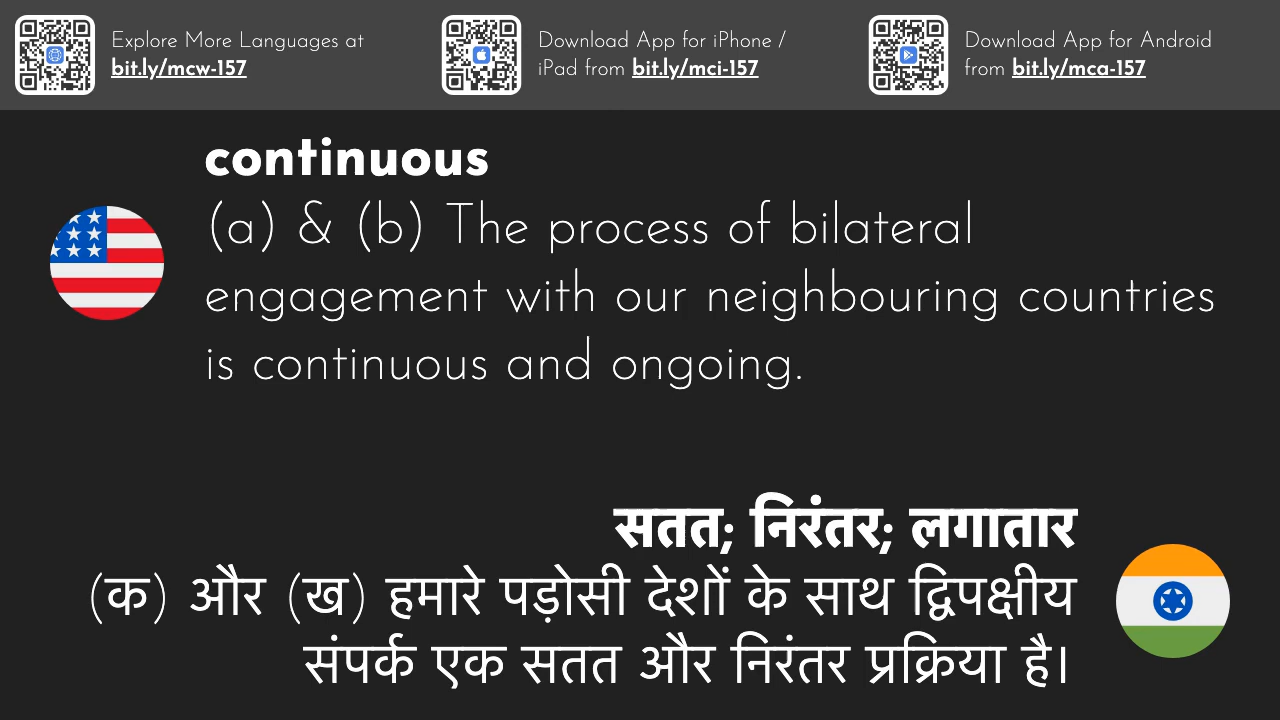 Explore More Languages at
bit.ly/mcw-157
Download App for iPhone /
iPad from bit.ly/mci-157
Download App for Android
from bit.ly/mca-157
continuous
(a) & (b) The process of bilateral
engagement with our neighbouring countries
is continuous and ongoing.
सतत; निरंतर; लगातार
(क) और (ख) हमारे पड़ोसी देशों के साथ द्विपक्षीय
संपर्क एक सतत और निरंतर प्रक्रिया है।